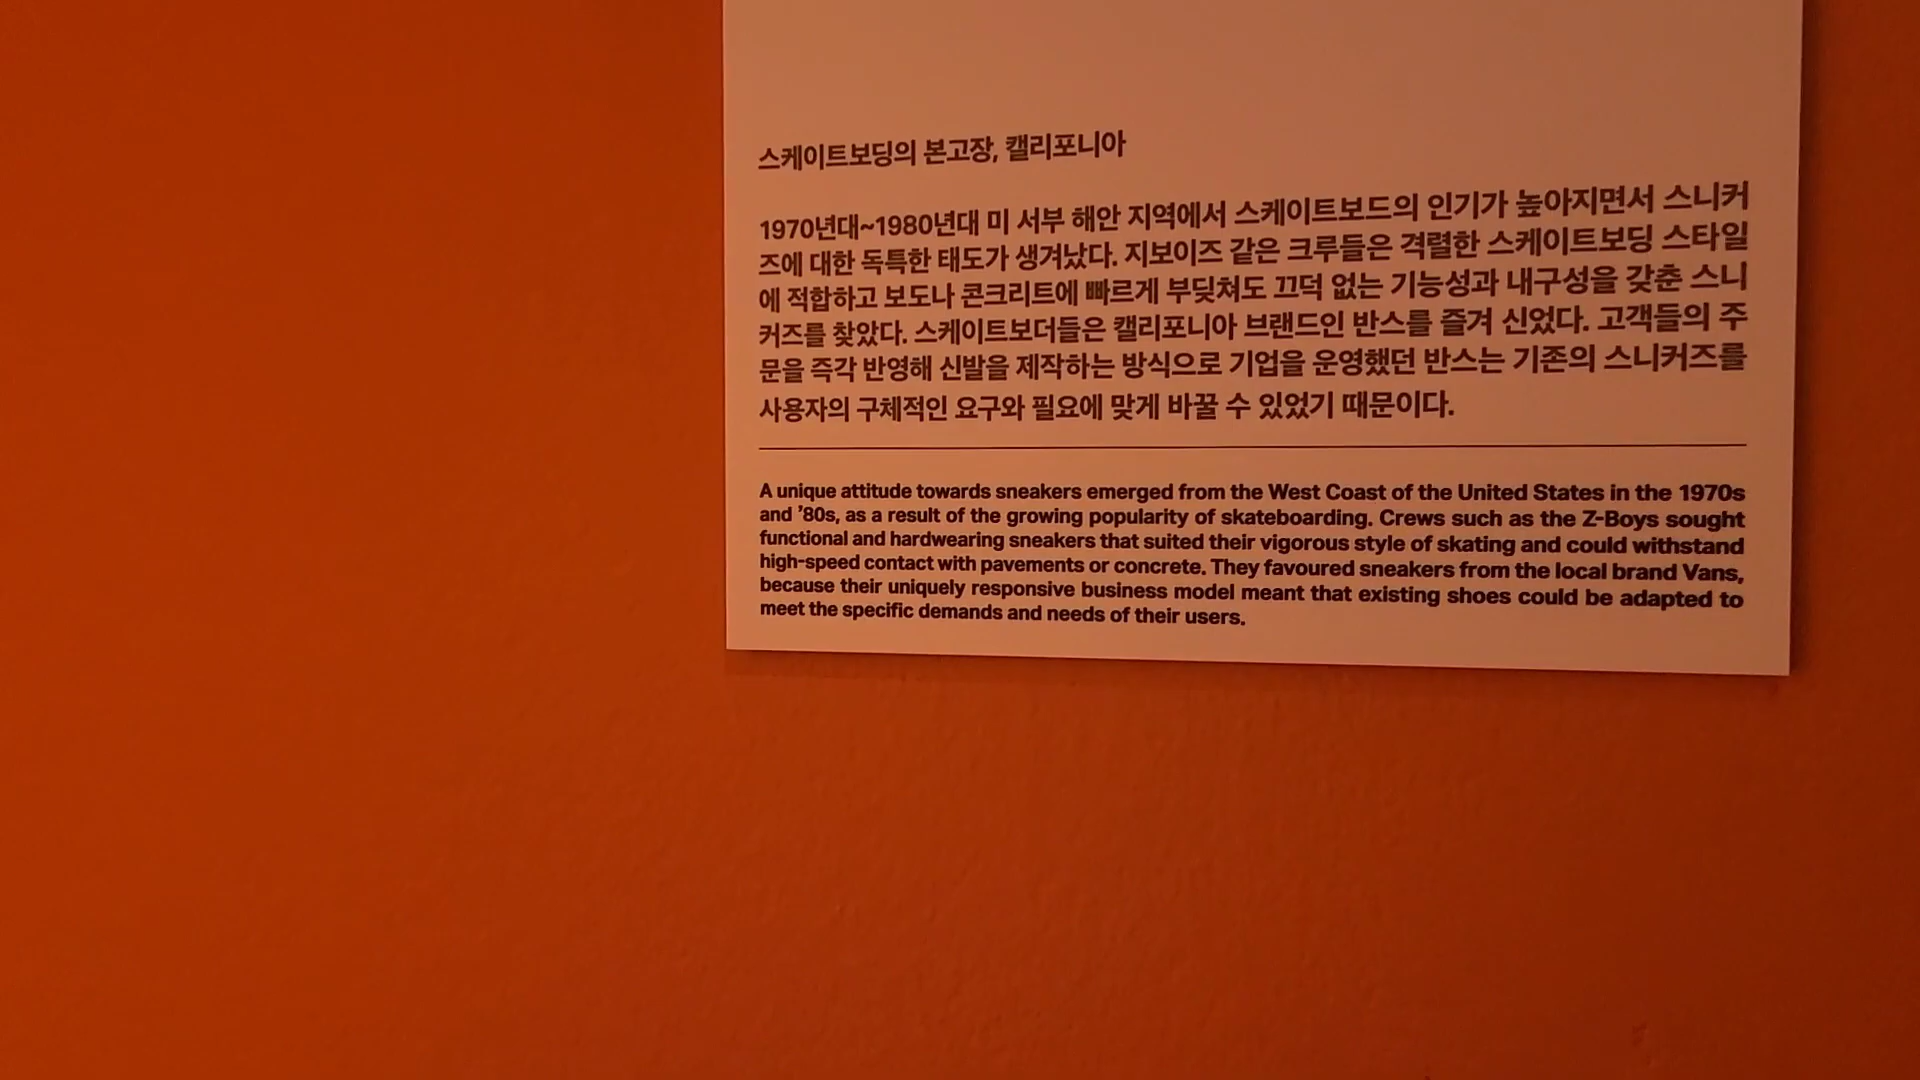 스케이트보딩의 본고장, 캘리포니아
1970년대~1980년대 미 서부 해안 지역에서 스케이트보드의 인기가 높아지면서 스니커
즈에 대한 독특한 태도가 생겨났다. 지보이즈 같은 크루들은 격렬한 스케이트보딩 스타일
에 적합하고 보도나 콘크리트에 빠르게 부딪쳐도 끄덕 없는 기능성과 내구성을 갖춘 스니
커즈를 찾았다. 스케이트보더들은 캘리포니아 브랜드인 반스를 즐겨 신었다. 고객들의 주
문을 즉각 반영해 신발을 제작하는 방식으로 기업을 운영했던 반스는 기존의 스니커즈를
사용자의 구체적인 요구와 필요에 맞게 바꿀 수 있었기 때문이다.
A unique attitude towards sneakers emerged from the West Coast of the United States in the 1970s
and ’80s, as a result of the growing popularity of skateboarding. Crews such as the Z-Boys sought
functional and hardwearing sneakers that suited their vigorous style of skating and could withstand
high-speed contact with pavements or concrete. They favoured sneakers from the local brand Vans,
because their uniquely responsive business model meant that existing shoes could be adapted to
meet the specific demands and needs of their users.